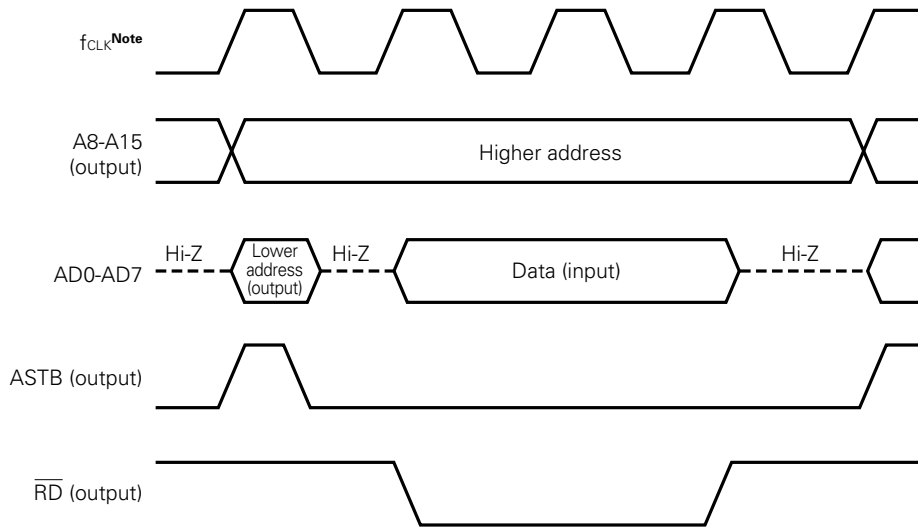 fCLKNote
A8-A15
(output)
Higher address
AD0-AD7
Hi-Z
Lower
address
(output)
Hi-Z
Data (input)
Hi-Z
ASTB (output)
RD (output)